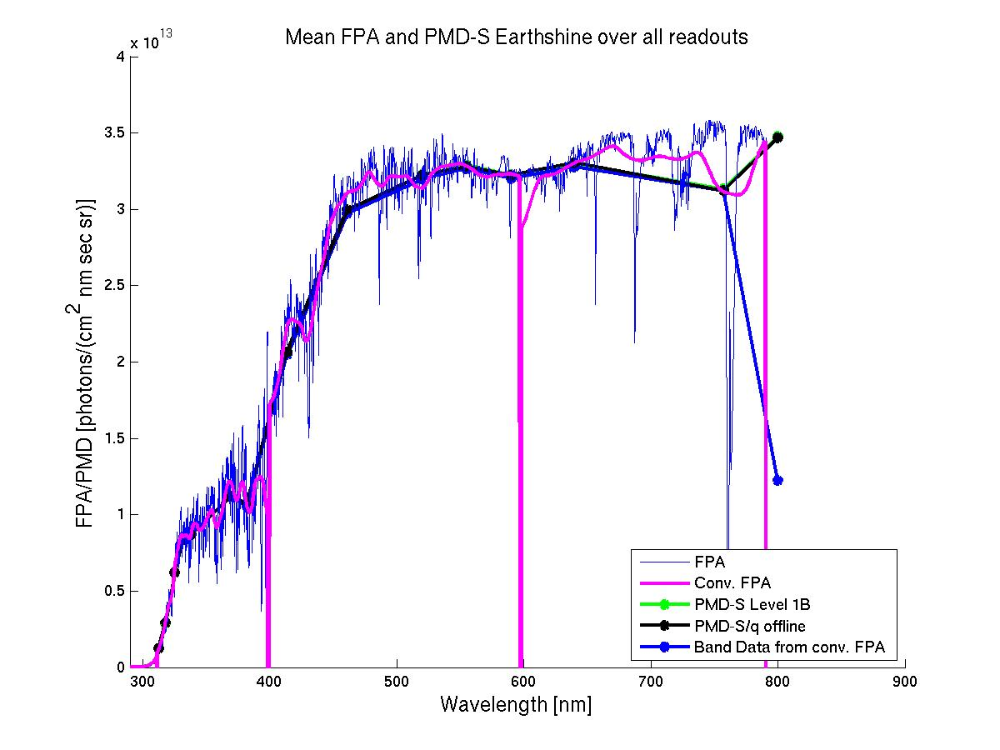 Mean FPA and PMD-S Earthshine over all readouts
x 10^13
4
3.5
3
2.5
2
1.5
1
0.5
0
FPA/PMD [photons/(cm^2 nm sec sr)]
300 400 500 600 700 800 900
Wavelength [nm]
FPA
Conv. FPA
PMD-S Level 1B
PMD-S/q offline
Band Data from conv. FPA